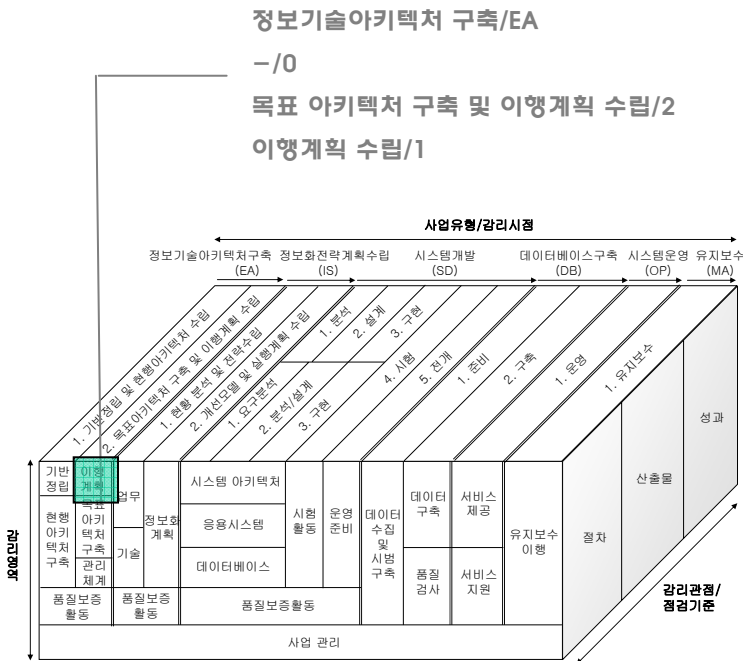 정보기술아키텍처 구축/EA
–/0
목표 아키텍처 구축 및 이행계획 수립/2
이행계획 수립/1
사업유형/감리시점
정보기술아키텍처구축
(EA)
정보화전략계획수립
(IS)
시스템개발
(SD)
데이터베이스구축
(DB)
시스템운영
(OP)
유지보수
(MA)
1. 기반정립 및 현행아키텍처 수립
2. 목표아키텍처 구축 및 이행계획 수립
1. 현황 분석 및 전략수립
2. 개선모델 및 실행계획 수립
1. 분석
2. 설계
3. 구현
1. 요구분석
2. 분석/설계
3. 구현
4. 시험
5. 전개
1. 준비
2. 구축
1. 운영
1. 유지보수
감리영역
기반
정립
이행
계획
현행
아키
텍처
구축
목표
아키
텍처
구축
관리
체계
업무
기술
정보화
계획
시스템 아키텍처
응용시스템
데이터베이스
시험
활동
운영
준비
데이터
수집
및
시범
구축
데이터
구축
품질
검사
서비스
제공
서비스
지원
유지보수
이행
품질보증
활동
품질보증
활동
품질보증활동
사업 관리
절차
산출물
성과
감리관점/
점검기준